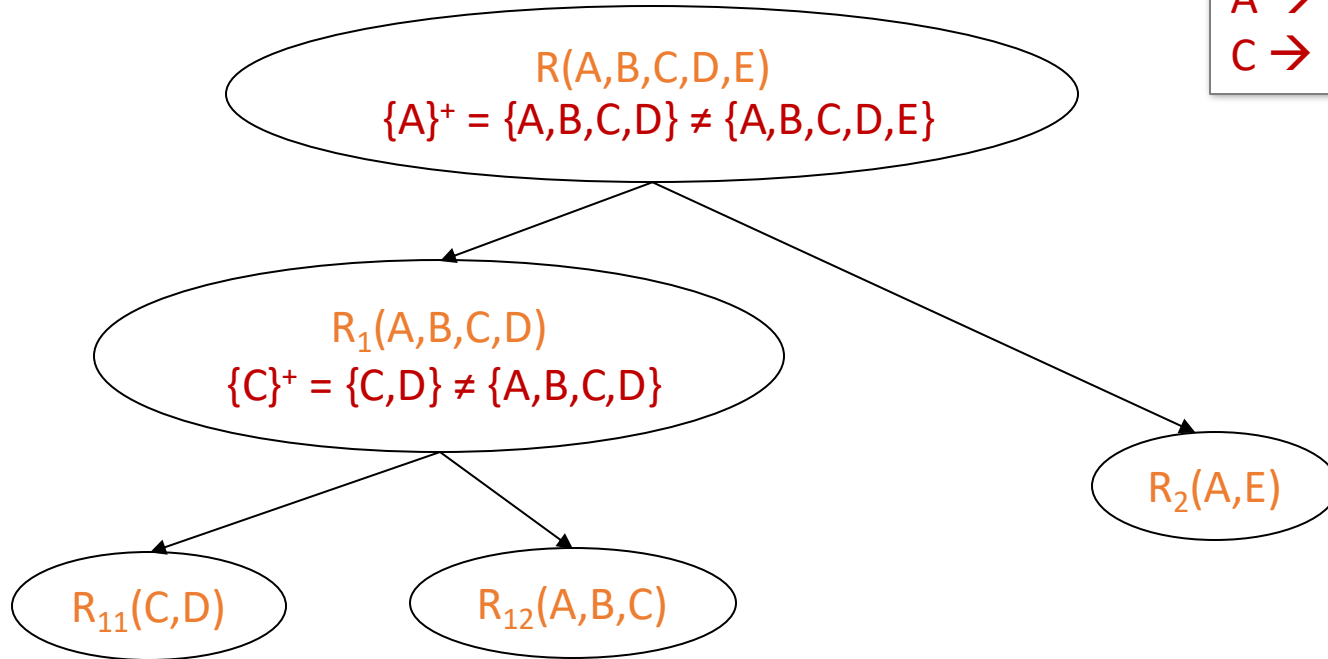 A →
C →
R(A,B,C,D,E)
{A}⁺ = {A,B,C,D} ≠ {A,B,C,D,E}
R₁(A,B,C,D)
{C}⁺ = {C,D} ≠ {A,B,C,D}
R₂(A,E)
R₁₁(C,D)
R₁₂(A,B,C)